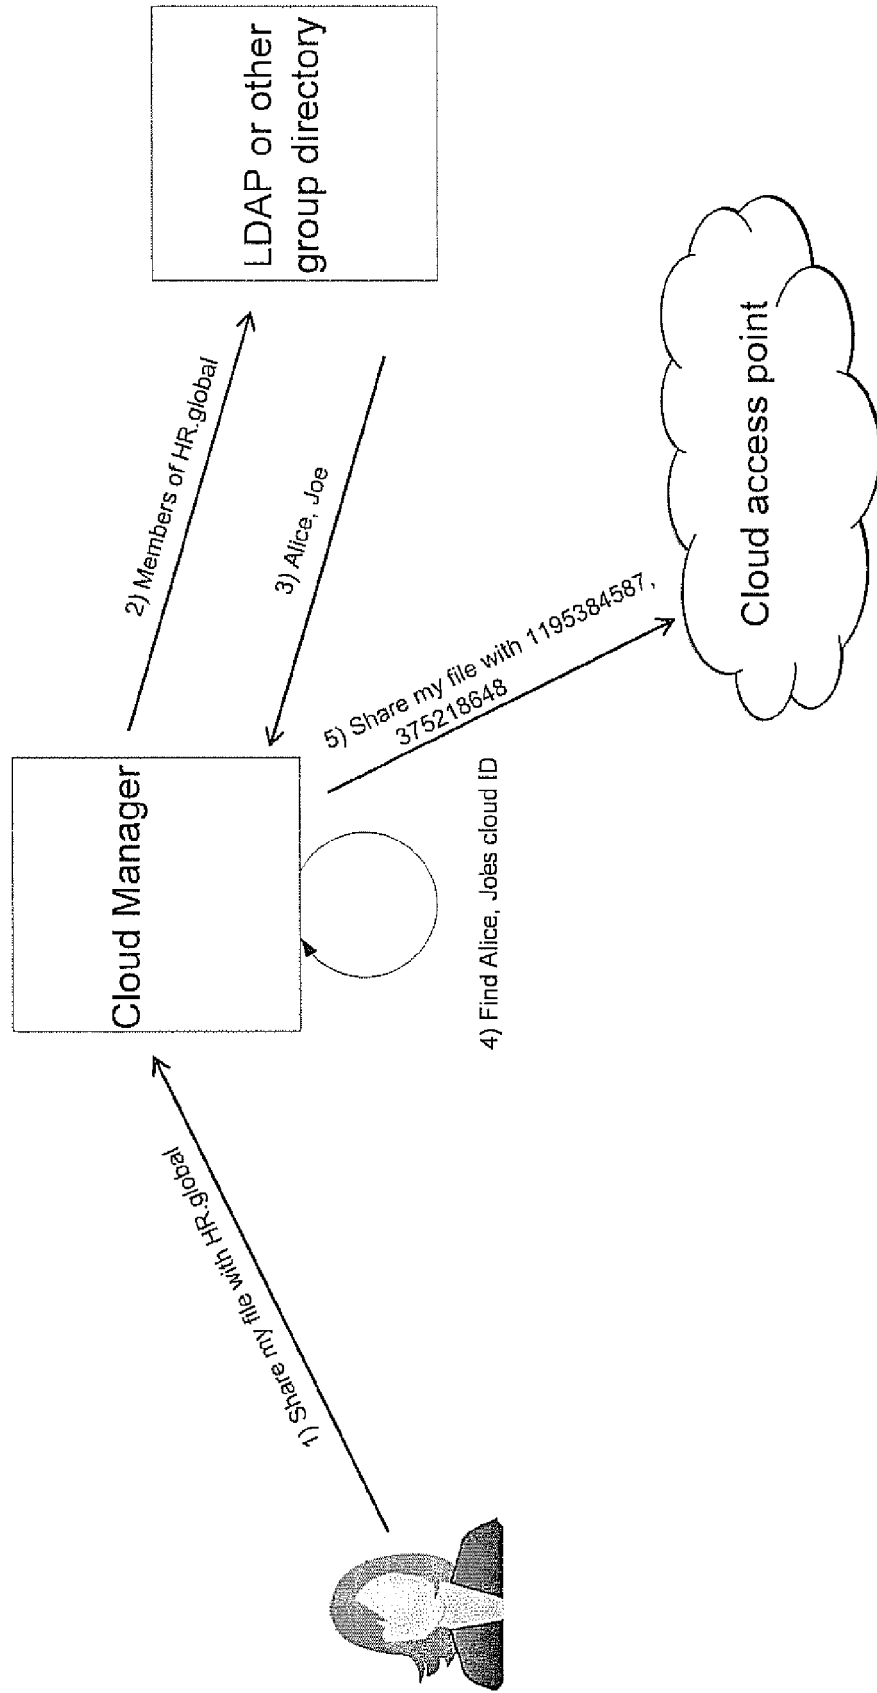 1) Share my file with HR.global
Cloud Manager
2) Members of HR.global
LDAP or other
group directory
3) Alice, Joe
4) Find Alice, Joes cloud ID
5) Share my file with 1195384587,
375218648
Cloud access point